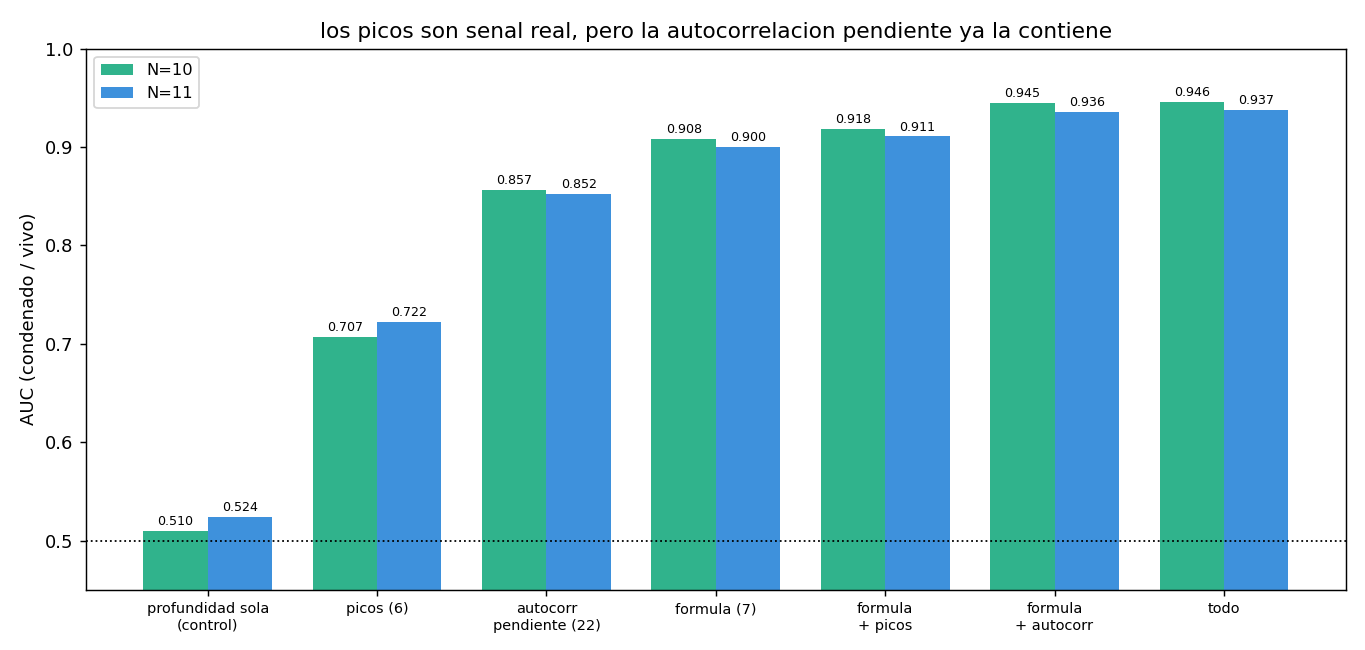 los picos son senal real, pero la autocorrelacion pendiente ya la contiene
N=10
N=11
AUC (condenado / vivo)
1.0
0.9
0.8
0.7
0.6
0.5
0.510
0.524
0.707
0.722
0.857
0.852
0.908
0.900
0.918
0.911
0.945
0.936
0.946
0.937
profundidad sola
(control)
picos (6)
autocorr
pendiente (22)
formula (7)
formula
+ picos
formula
+ autocorr
todo